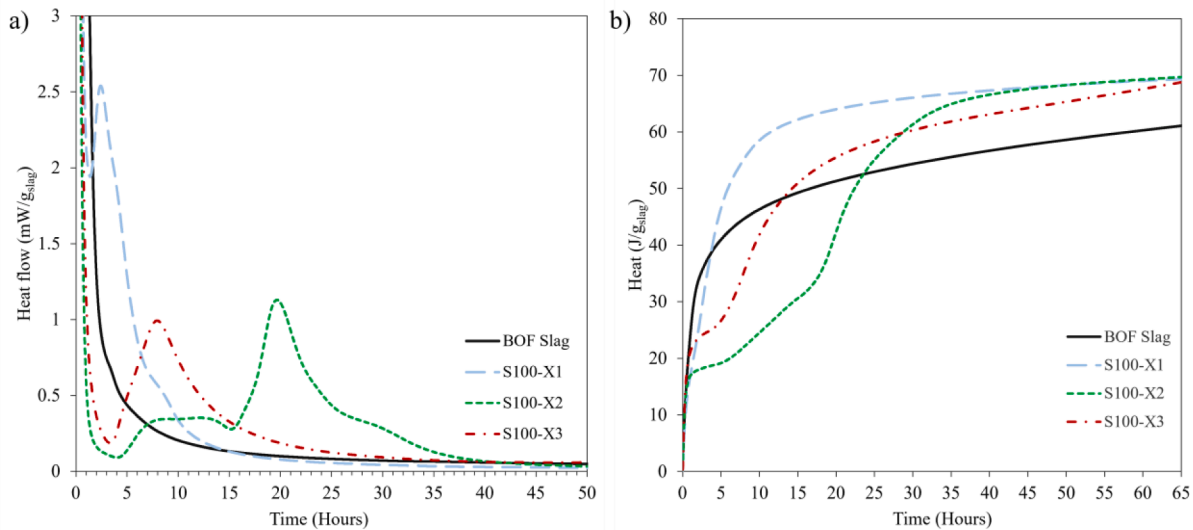 a)
Heat flow (mW/gslag)
3
2.5
2
1.5
1
0.5
0
0 5 10 15 20 25 30 35 40 45 50
Time (Hours)
BOF Slag
S100-X1
S100-X2
S100-X3
b)
Heat (J/gslag)
80
70
60
50
40
30
20
10
0
0 5 10 15 20 25 30 35 40 45 50 55 60 65
Time (Hours)
BOF Slag
S100-X1
S100-X2
S100-X3